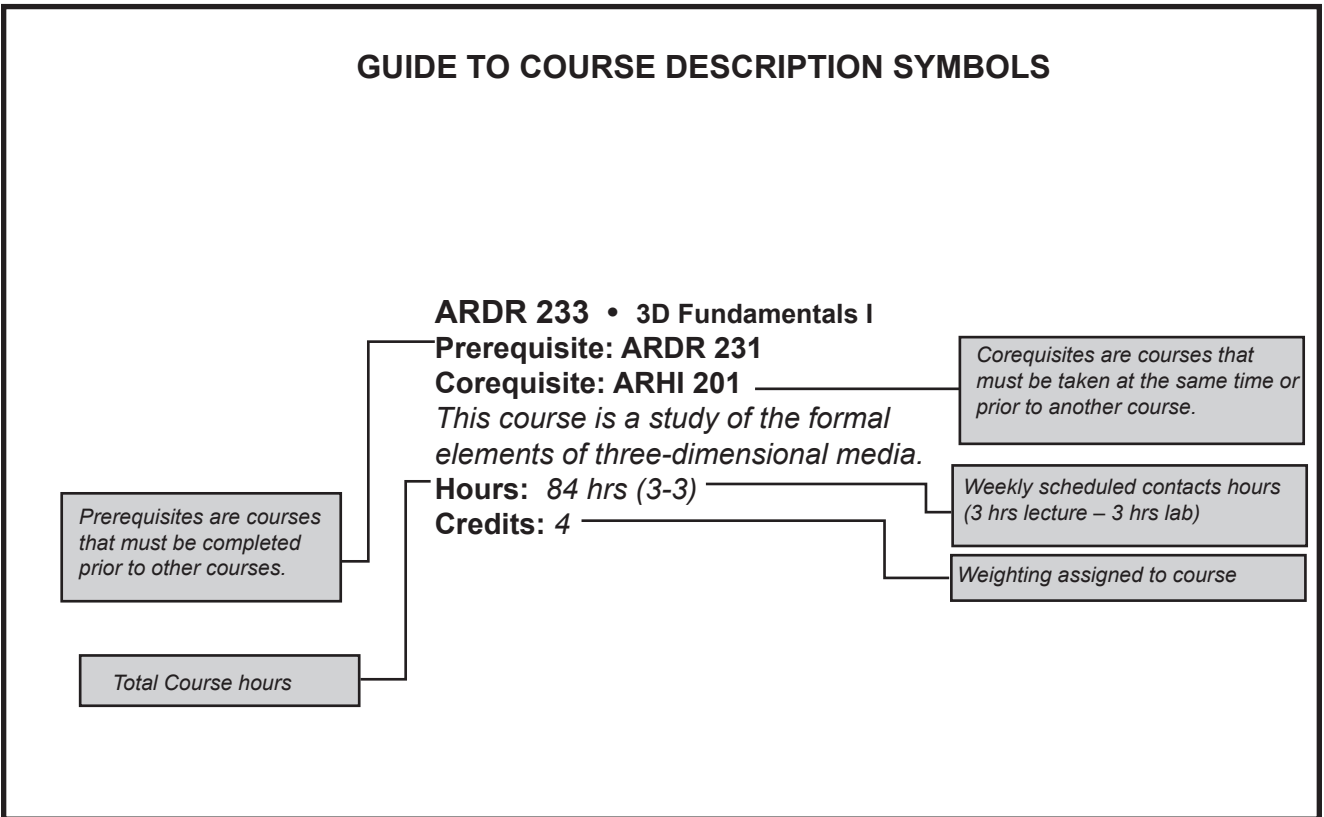 GUIDE TO COURSE DESCRIPTION SYMBOLS
ARDR 233 • 3D Fundamentals I
Prerequisite: ARDR 231
Corequisite: ARHI 201
This course is a study of the formal
elements of three-dimensional media.
Hours: 84 hrs (3-3)
Credits: 4
Corequisites are courses that
must be taken at the same time or
prior to another course.
Weekly scheduled contacts hours
(3 hrs lecture – 3 hrs lab)
Weighting assigned to course
Prerequisites are courses
that must be completed
prior to other courses.
Total Course hours